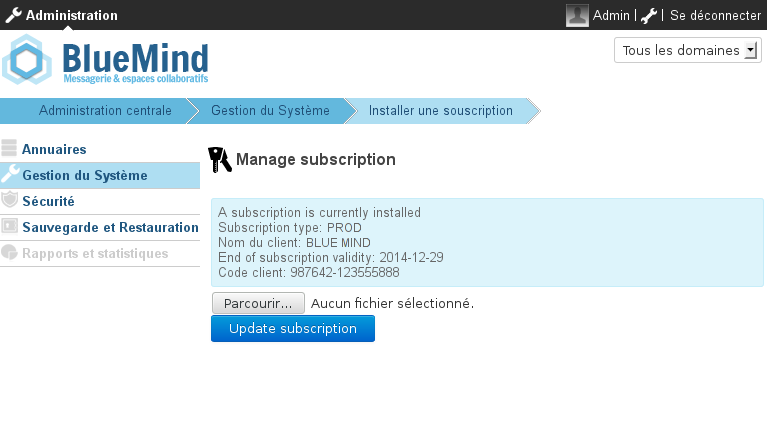 Administration
Admin | | Se déconnecter
BlueMind
Messagerie & espaces collaboratifs
Tous les domaines
Administration centrale
Gestion du Système
Installer une souscription
Annuaires
Gestion du Système
Sécurité
Sauvegarde et Restauration
Rapports et statistiques
Manage subscription
A subscription is currently installed
Subscription type: PROD
Nom du client: BLUE MIND
End of subscription validity: 2014-12-29
Code client: 987642-123555888
Parcourir... Aucun fichier sélectionné.
Update subscription